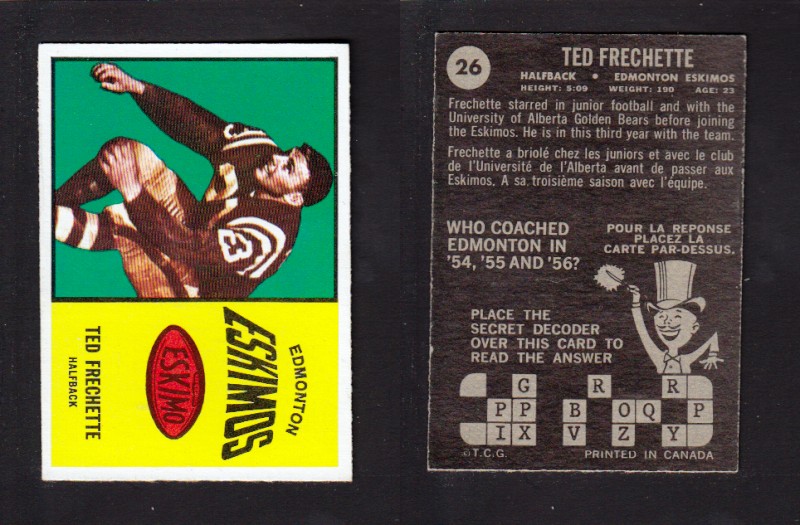 EDMONTON
ESKIMOS
ESKIMO
TED FRECHETTE
HALFBACK
26
TED FRECHETTE
HALFBACK • EDMONTON ESKIMOS
HEIGHT: 5:09 WEIGHT: 190 AGE: 23
Frechette starred in junior football and with the
University of Alberta Golden Bears before joining
the Eskimos. He is in this third year with the team.
Frechette a briolé chez les juniors et avec le club
de l'Université de l'Alberta avant de passer aux
Eskimos. A sa troisième saison avec l'équipe.
WHO COACHED
EDMONTON IN
'54, '55 AND '56?
POUR LA REPONSE
PLACEZ LA
CARTE PAR-DESSUS.
PLACE THE
SECRET DECODER
OVER THIS CARD TO
READ THE ANSWER
G R R
PP B OQ P
IX V Z Y
©T.C.G. PRINTED IN CANADA